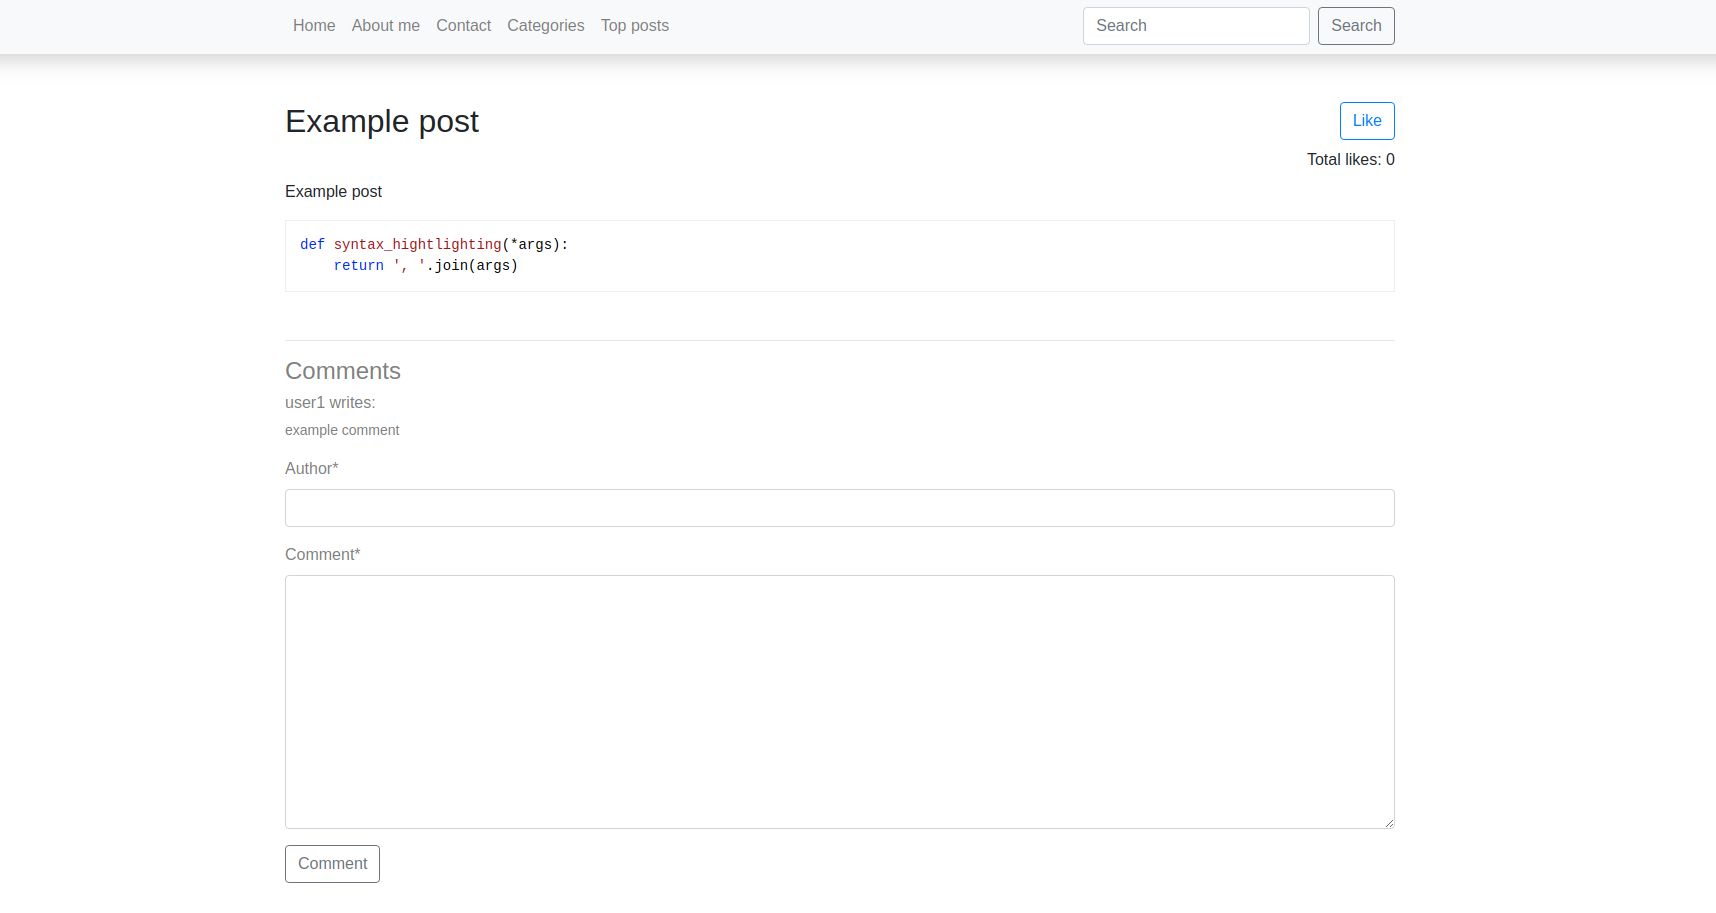 Home About me Contact Categories Top posts Search Search
Example post Like
Total likes: 0
Example post
def syntax_hightlighting(*args):
    return ', '.join(args)
Comments
user1 writes:
example comment
Author*
Comment*
Comment